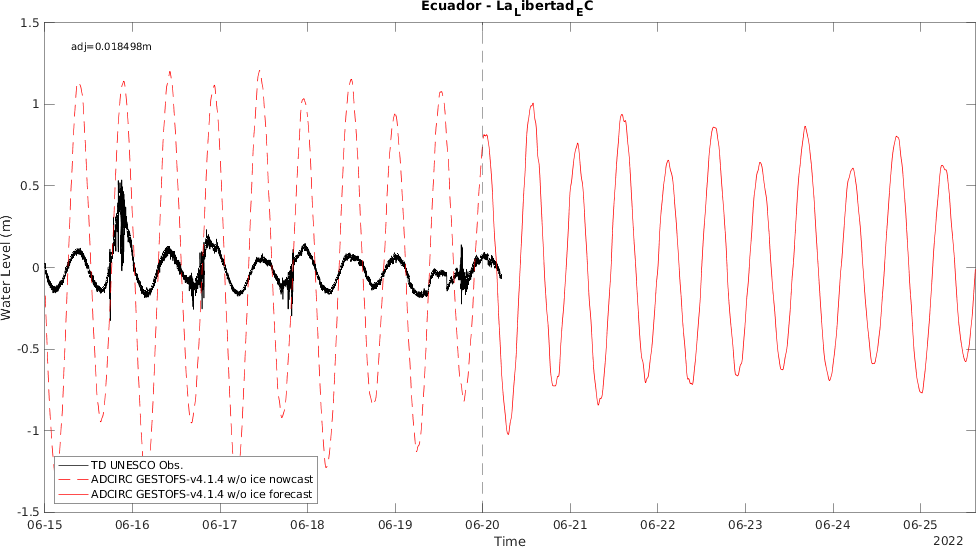 Ecuador - LaLibertadEC
1.5
adj=0.018498m
1
0.5
0
-0.5
-1
-1.5
Water Level (m)
TD UNESCO Obs.
ADCIRC GESTOFS-v4.1.4 w/o ice nowcast
ADCIRC GESTOFS-v4.1.4 w/o ice forecast
06-15 06-16 06-17 06-18 06-19 06-20 06-21 06-22 06-23 06-24 06-25
Time
2022